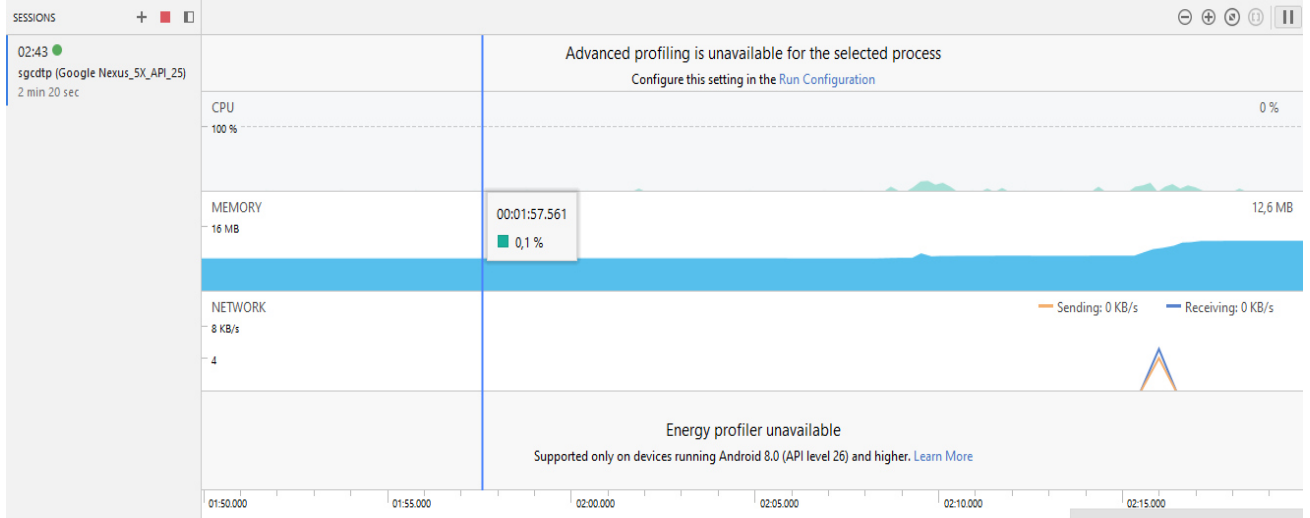 SESSIONS
02:43
sgcdtp (Google Nexus_5X_API_25)
2 min 20 sec
Advanced profiling is unavailable for the selected process
Configure this setting in the Run Configuration
CPU
0 %
100 %
MEMORY
12,6 MB
16 MB
00:01:57.561
0,1 %
NETWORK
Sending: 0 KB/s
Receiving: 0 KB/s
8 KB/s
4
Energy profiler unavailable
Supported only on devices running Android 8.0 (API level 26) and higher. Learn More
01:50.000
01:55.000
02:00.000
02:05.000
02:10.000
02:15.000